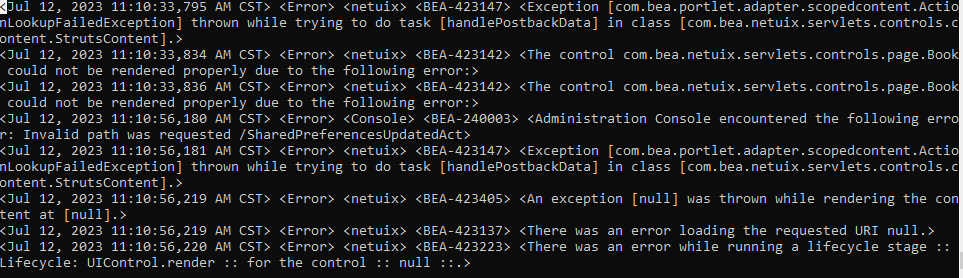 <Jul 12, 2023 11:10:33,795 AM CST> <Error> <netuix> <BEA-423147> <Exception [com.bea.portlet.adapter.scopedcontent.Actio
nLookupFailedException] thrown while trying to do task [handlePostbackData] in class [com.bea.netuix.servlets.controls.c
ontent.StrutsContent].>
<Jul 12, 2023 11:10:33,834 AM CST> <Error> <netuix> <BEA-423142> <The control com.bea.netuix.servlets.controls.page.Book
 could not be rendered properly due to the following error:>
<Jul 12, 2023 11:10:33,836 AM CST> <Error> <netuix> <BEA-423142> <The control com.bea.netuix.servlets.controls.page.Book
 could not be rendered properly due to the following error:>
<Jul 12, 2023 11:10:56,180 AM CST> <Error> <Console> <BEA-240003> <Administration Console encountered the following erro
r: Invalid path was requested /SharedPreferencesUpdatedAct>
<Jul 12, 2023 11:10:56,181 AM CST> <Error> <netuix> <BEA-423147> <Exception [com.bea.portlet.adapter.scopedcontent.Actio
nLookupFailedException] thrown while trying to do task [handlePostbackData] in class [com.bea.netuix.servlets.controls.c
ontent.StrutsContent].>
<Jul 12, 2023 11:10:56,219 AM CST> <Error> <netuix> <BEA-423405> <An exception [null] was thrown while rendering the con
tent at [null].>
<Jul 12, 2023 11:10:56,219 AM CST> <Error> <netuix> <BEA-423137> <There was an error loading the requested URI null.>
<Jul 12, 2023 11:10:56,220 AM CST> <Error> <netuix> <BEA-423223> <There was an error while running a lifecycle stage :: 
Lifecycle: UIControl.render :: for the control :: null ::.>